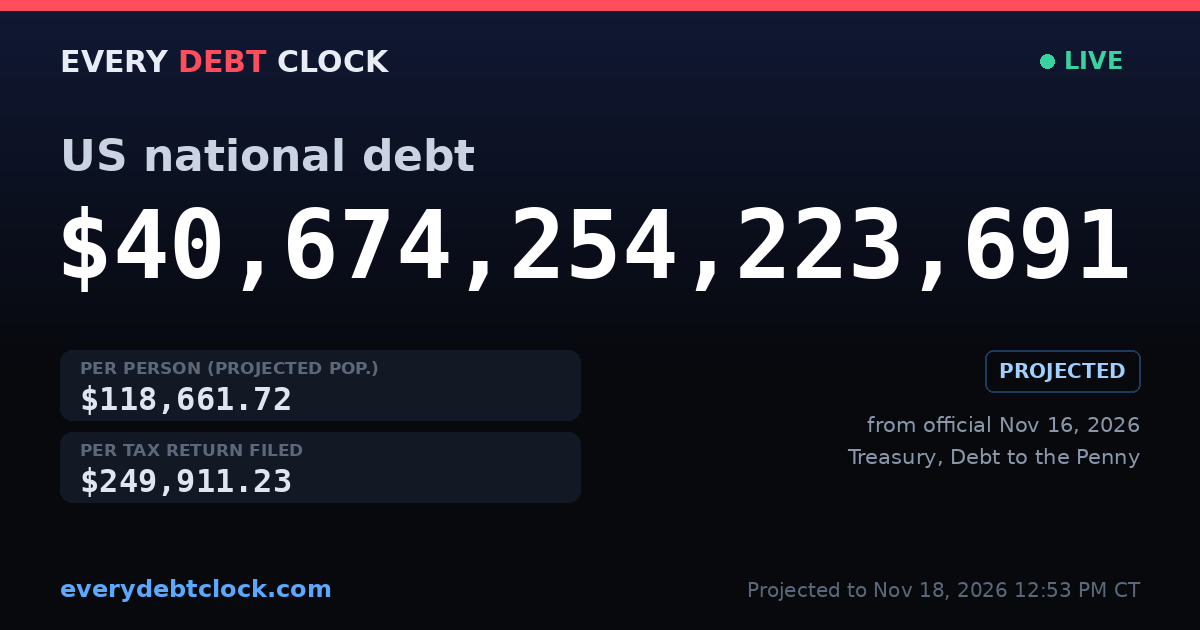 EVERY DEBT CLOCK
LIVE
US national debt
$40,674,254,223,691
PER PERSON (PROJECTED POP.)
$118,661.72
PER TAX RETURN FILED
$249,911.23
PROJECTED
from official Nov 16, 2026
Treasury, Debt to the Penny
everydebtclock.com
Projected to Nov 18, 2026 12:53 PM CT